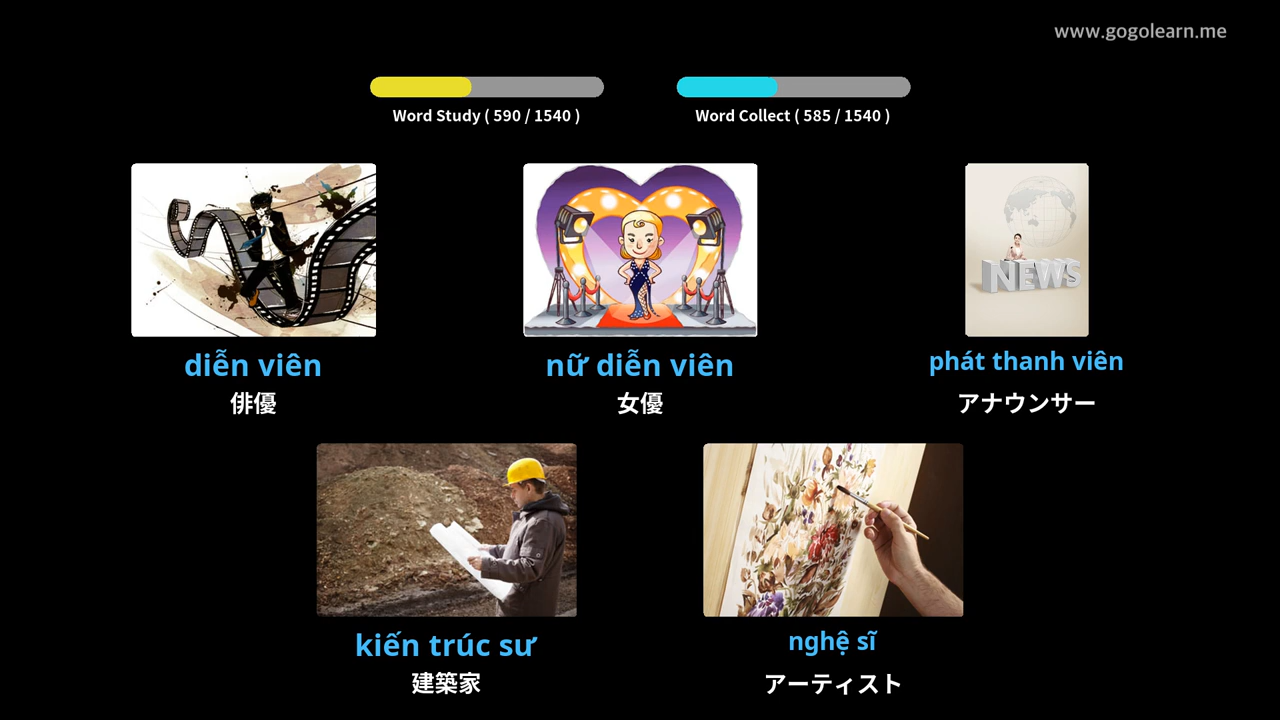 www.gogolearn.me
Word Study ( 590 / 1540 )
Word Collect ( 585 / 1540 )
NEWS
diễn viên
俳優
nữ diễn viên
女優
phát thanh viên
アナウンサー
kiến trúc sư
建築家
nghệ sĩ
アーティスト